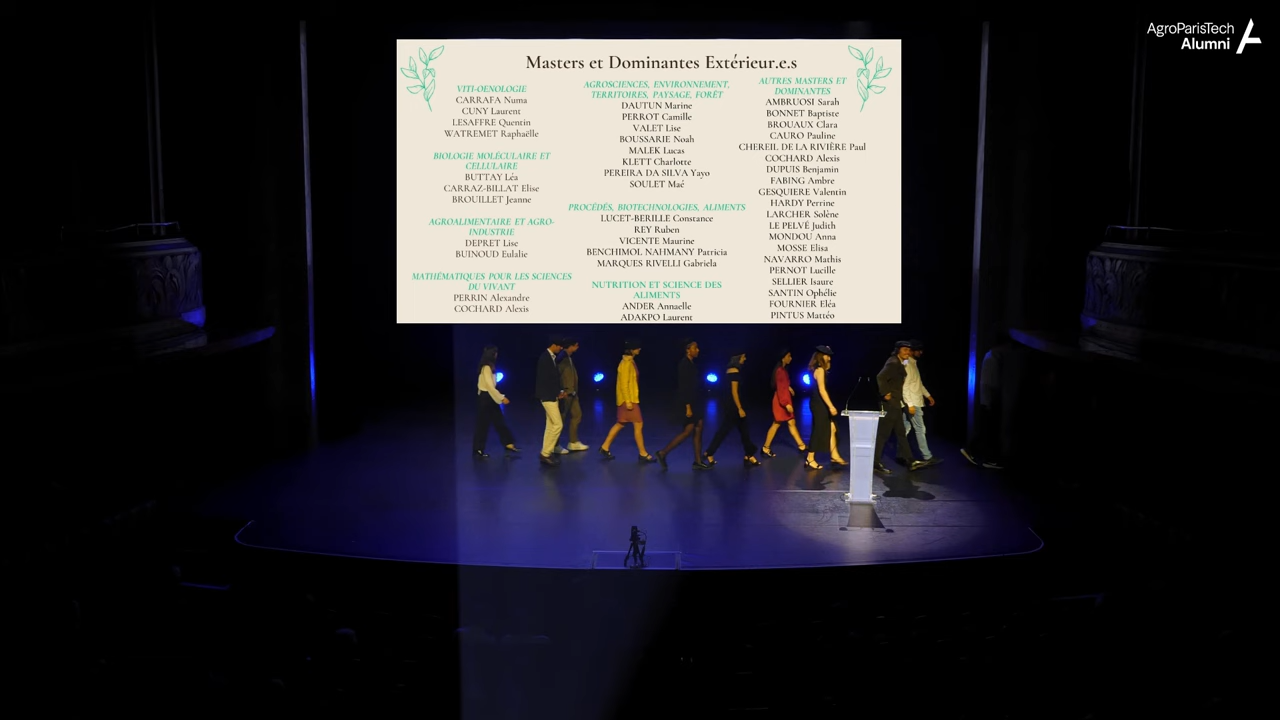 AgroParisTech
Alumni
Masters et Dominantes Extérieur.e.s
VITI-OENOLOGIE
CARRAFA Numa
CUNY Laurent
LESAFFRE Quentin
WATREMET Raphaëlle
BIOLOGIE MOLÉCULAIRE ET
CELLULAIRE
BUTTAY Léa
CARRAZ-BILLAT Elise
BROUILLET Jeanne
AGROALIMENTAIRE ET AGRO-
INDUSTRIE
DEPRET Lise
BUINOUD Eulalie
MATHÉMATIQUES POUR LES SCIENCES
DU VIVANT
PERRIN Alexandre
COCHARD Alexis
AGROSCIENCES, ENVIRONNEMENT,
TERRITOIRES, PAYSAGE, FORÊT
DAUTUN Marine
PERROT Camille
VALET Lise
BOUSSARIE Noah
MALEK Lucas
KLETT Charlotte
PEREIRA DA SILVA Yayo
SOULET Maé
PROCÉDÉS, BIOTECHNOLOGIES, ALIMENTS
LUCET-BERILLE Constance
REY Ruben
VICENTE Maurine
BENCHIMOL NAHMANY Patricia
MARQUES RIVELLI Gabriela
NUTRITION ET SCIENCE DES
ALIMENTS
ANDER Annaelle
ADAKPO Laurent
AUTRES MASTERS ET
DOMINANTES
AMBRUOSI Sarah
BONNET Baptiste
BROUAUX Clara
CAURO Pauline
CHEREIL DE LA RIVIÈRE Paul
COCHARD Alexis
DUPUIS Benjamin
FABING Ambre
GESQUIERE Valentin
HARDY Perrine
LARCHER Solène
LE PELVÉ Judith
MONDOU Anna
MOSSE Elisa
NAVARRO Mathis
PERNOT Lucille
SELLIER Isaure
SANTIN Ophélie
FOURNIER Eléa
PINTUS Mattéo